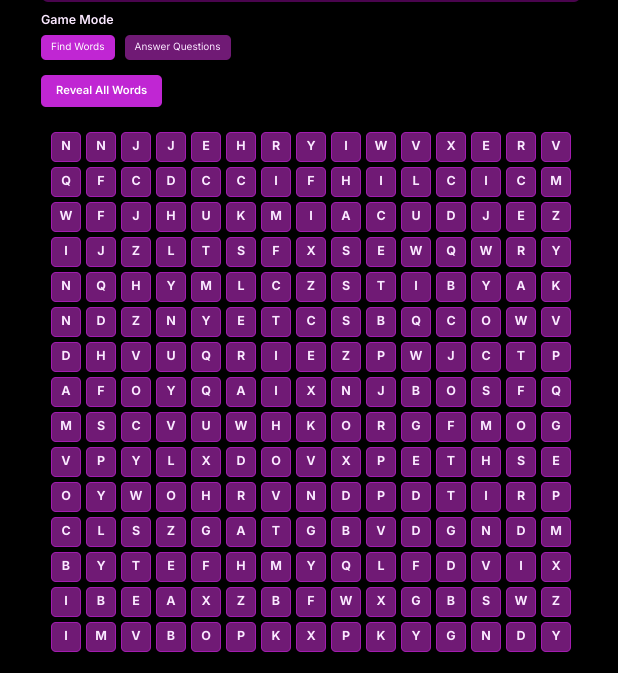 Game Mode
Find Words Answer Questions
Reveal All Words
N N J J E H R Y I W V X E R V
Q F C D C C I F H I L C I C M
W F J H U K M I A C U D J E Z
I J Z L T S F X S E W Q W R Y
N Q H Y M L C Z S T I B Y A K
N D Z N Y E T C S B Q C O W V
D H V U Q R I E Z P W J C T P
A F O Y Q A I X N J B O S F Q
M S C V U W H K O R G F M O G
V P Y L X D O V X P E T H S E
O Y W O H R V N D P D T I R P
C L S Z G A T G B V D G N D M
B Y T E F H M Y Q L F D V I X
I B E A X Z B F W X G B S W Z
I M V B O P K X P K Y G N D Y